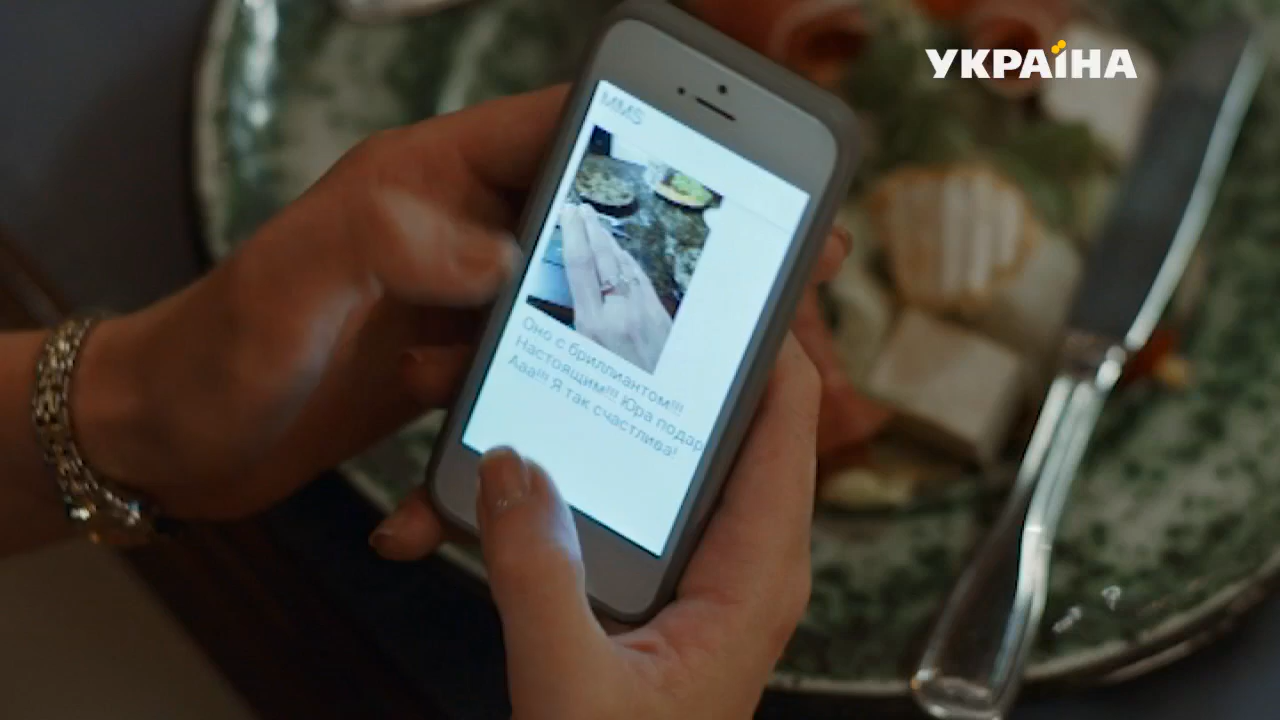 УКРАЇНА
MMS
Оно с бриллиантом!!!
Настоящим!!! Юра подар
Ааа!!! Я так счастлива!